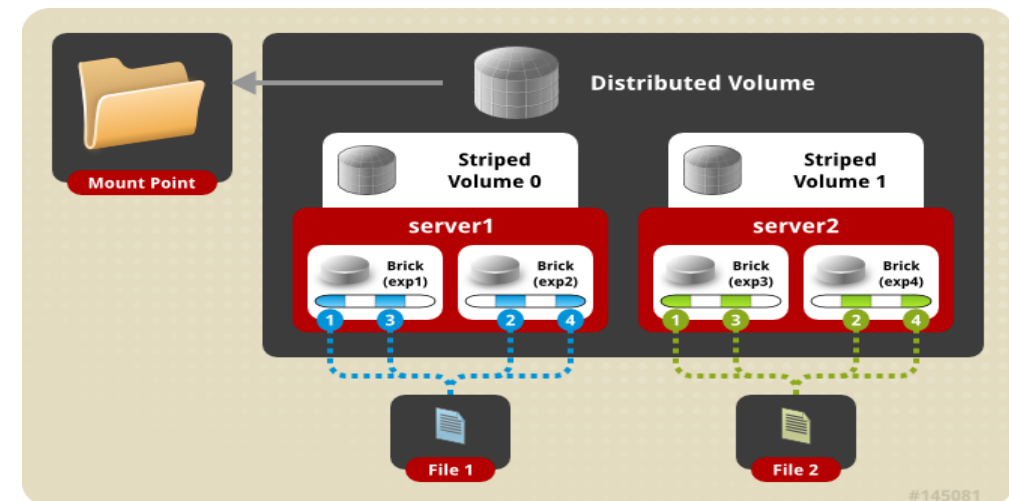 Mount Point
Distributed Volume
Striped
Volume 0
Striped
Volume 1
server1
server2
Brick
(exp1)
Brick
(exp2)
Brick
(exp3)
Brick
(exp4)
1 3 2 4
1 3 2 4
File 1
File 2
#145081